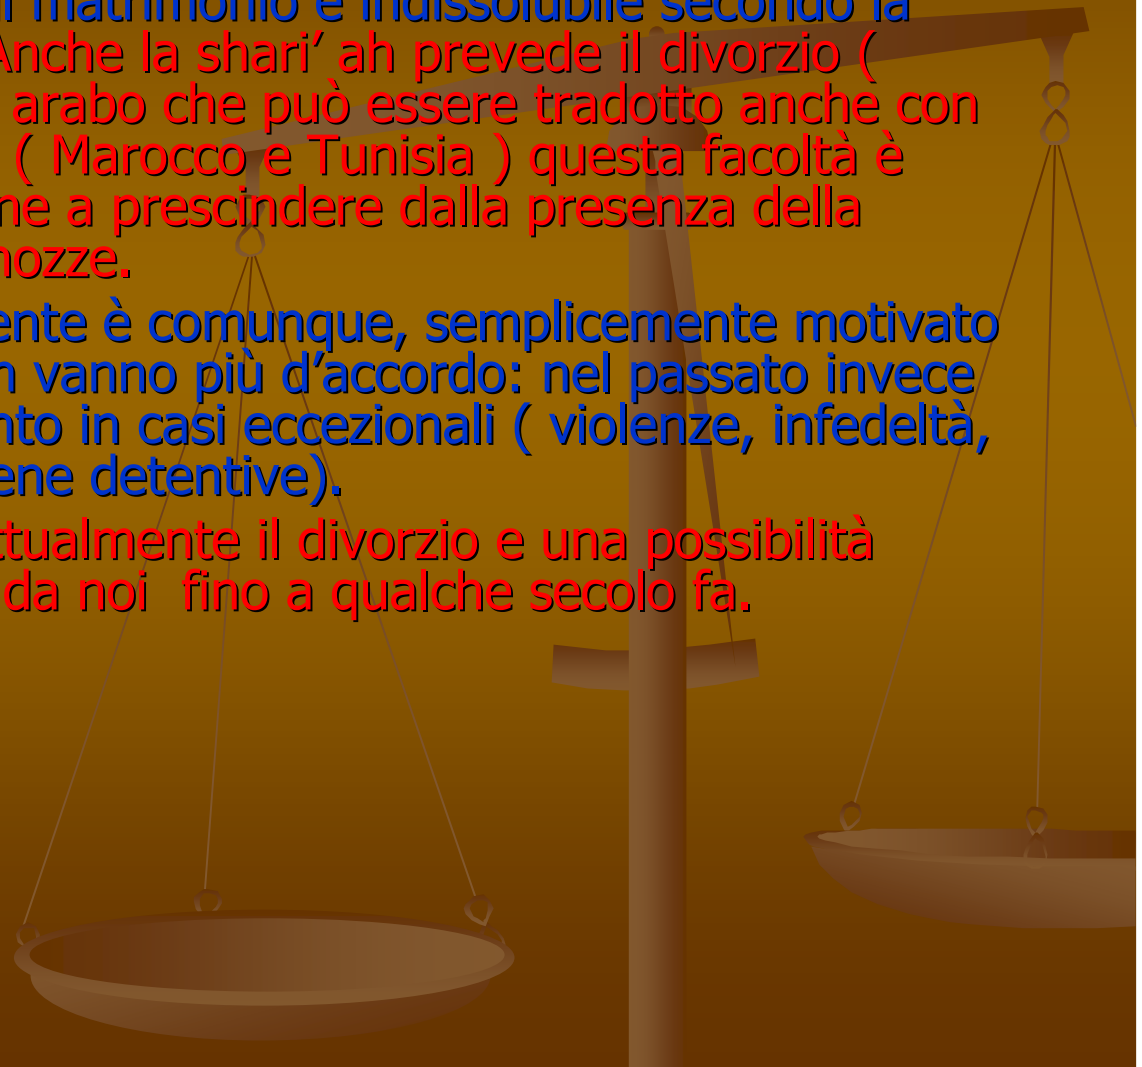 matrimonio è indissolubile secondo la
Anche la shari’ ah prevede il divorzio (
arabo che può essere tradotto anche con
( Marocco e Tunisia ) questa facoltà è
ne a prescindere dalla presenza della
nozze.
ente è comunque, semplicemente motivato
n vanno più d’accordo: nel passato invece
nto in casi eccezionali ( violenze, infedeltà,
ene detentive).
ttualmente il divorzio e una possibilità
da noi  fino a qualche secolo fa.